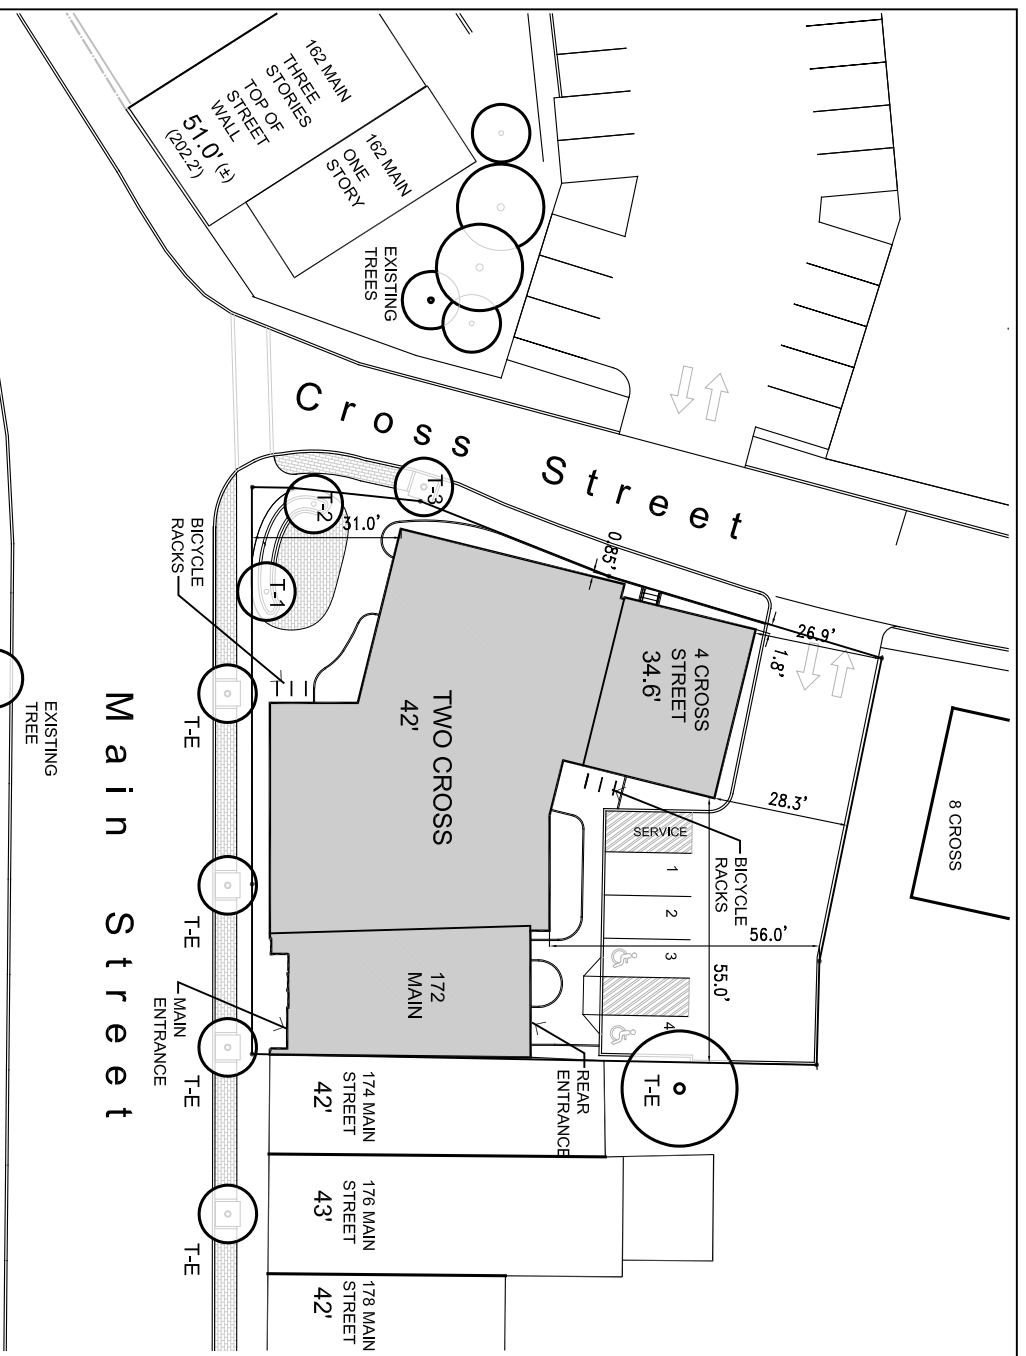 162 MAIN
THREE
STORIES
TOP OF
STREET
WALL
51.0' (±)
(202.2')
162 MAIN
ONE
STORY
EXISTING
TREES
Cross Street
T-3
T-2
T-1
31.0'
0.85'
26.9'
1.8'
BICYCLE
RACKS
4 CROSS
STREET
34.6'
TWO CROSS
42'
28.3'
8 CROSS
SERVICE
1
2
3
4
BICYCLE
RACKS
56.0'
55.0'
172
MAIN
T-E
T-E
T-E
T-E
T-E
MAIN
ENTRANCE
REAR
ENTRANCE
EXISTING
TREE
Main Street
174 MAIN
STREET
42'
176 MAIN
STREET
43'
178 MAIN
STREET
42'